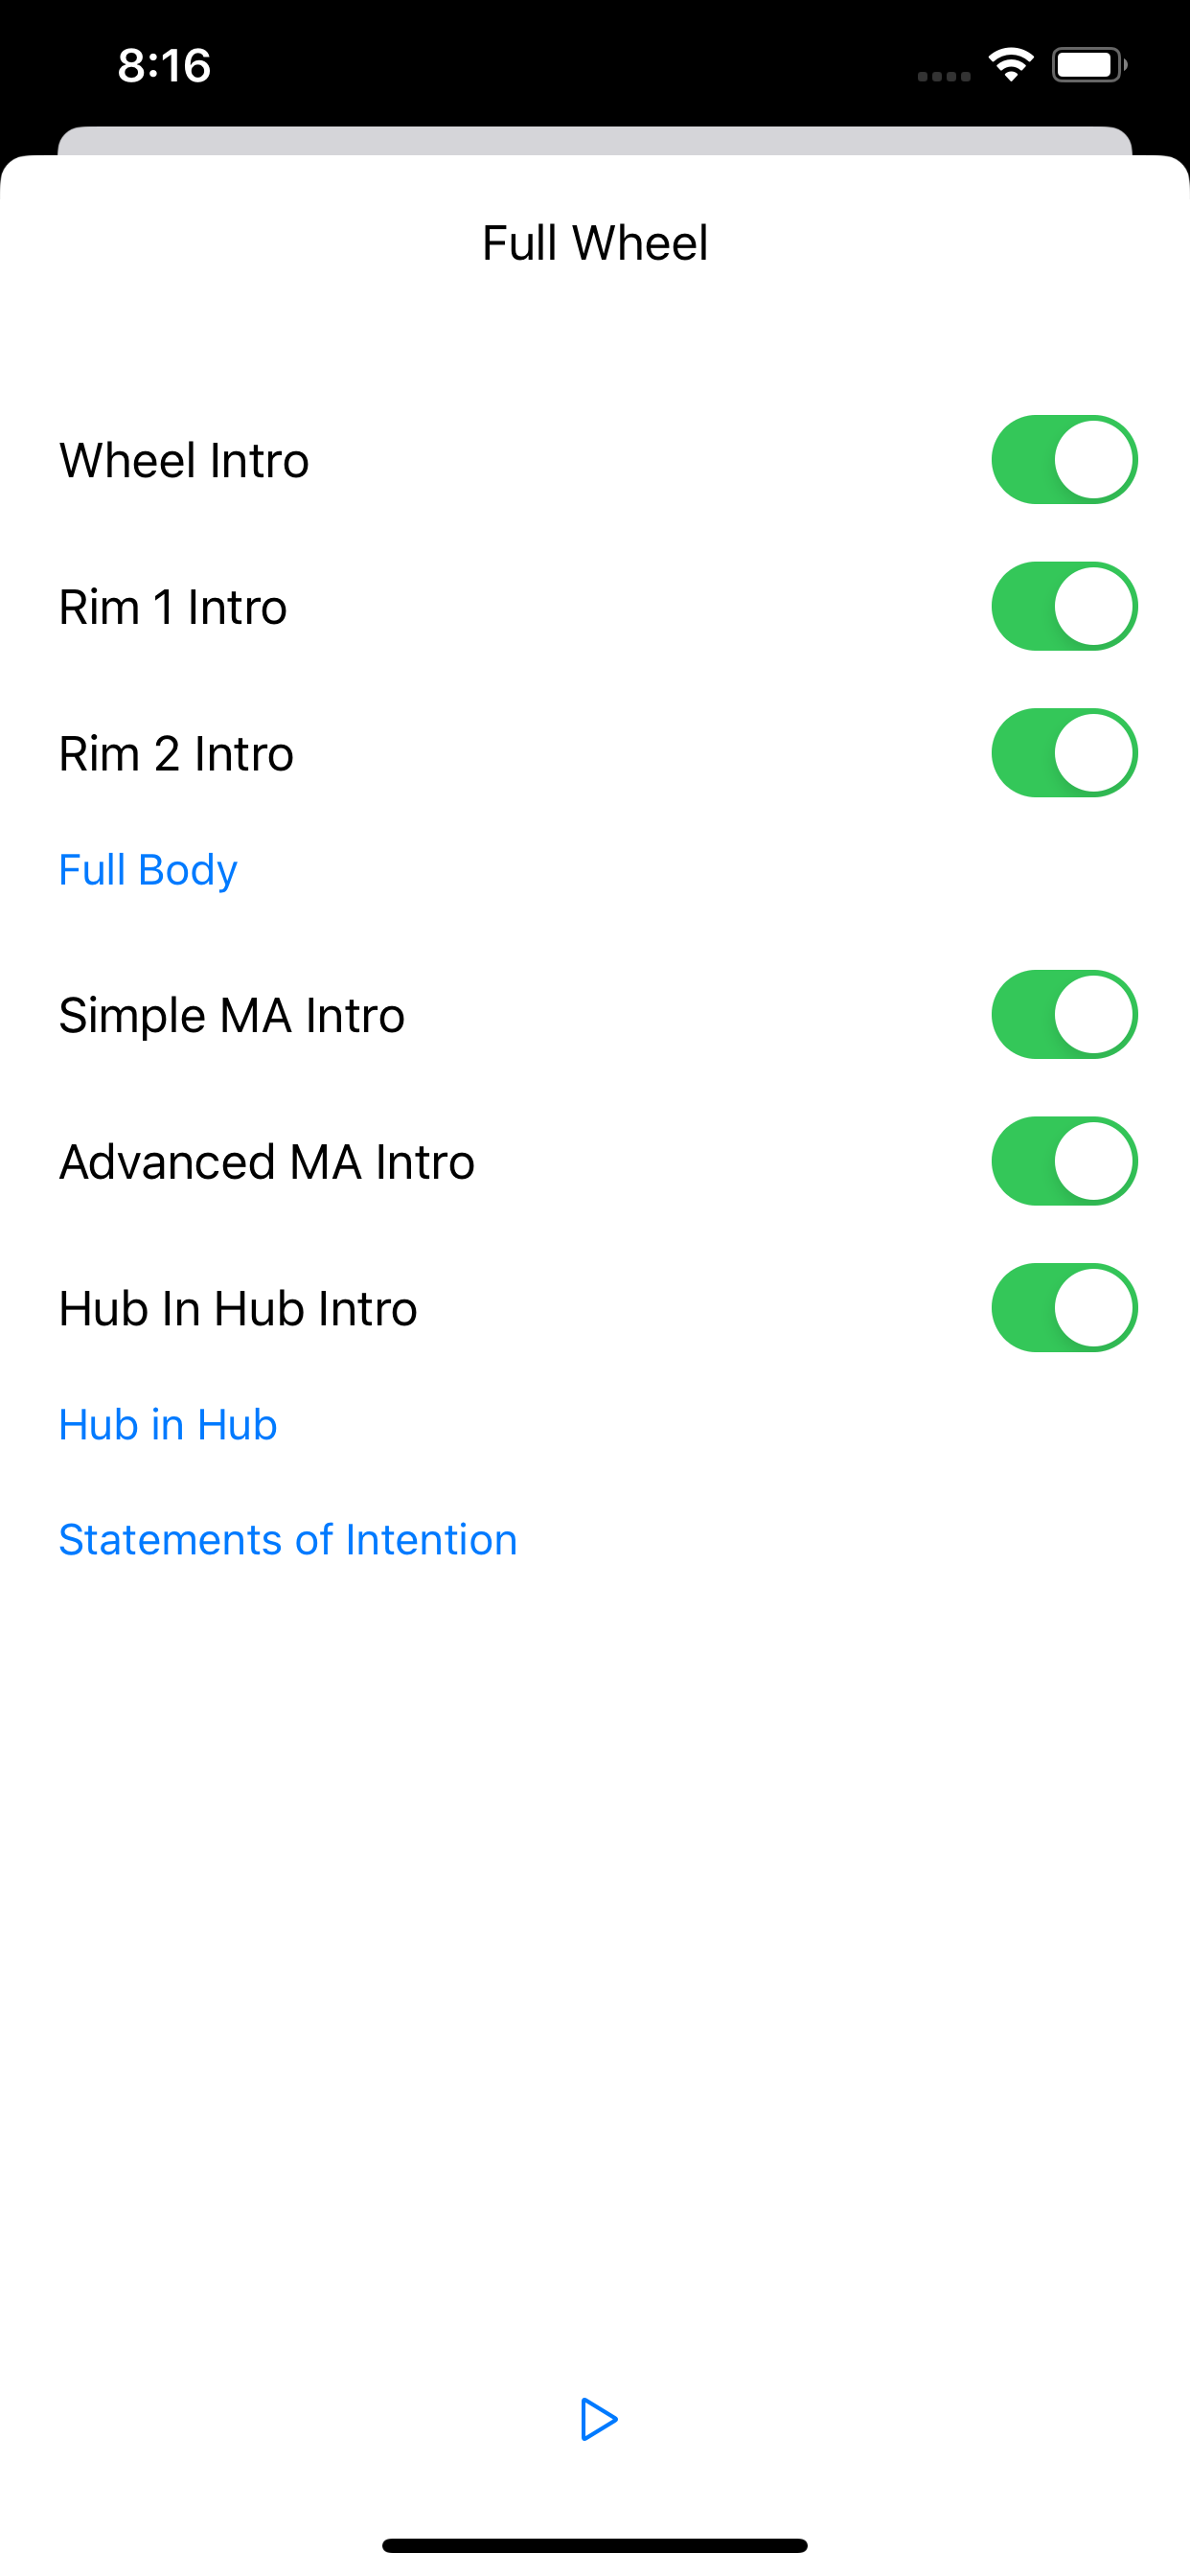 8:16
Full Wheel
Wheel Intro
Rim 1 Intro
Rim 2 Intro
Full Body
Simple MA Intro
Advanced MA Intro
Hub In Hub Intro
Hub in Hub
Statements of Intention